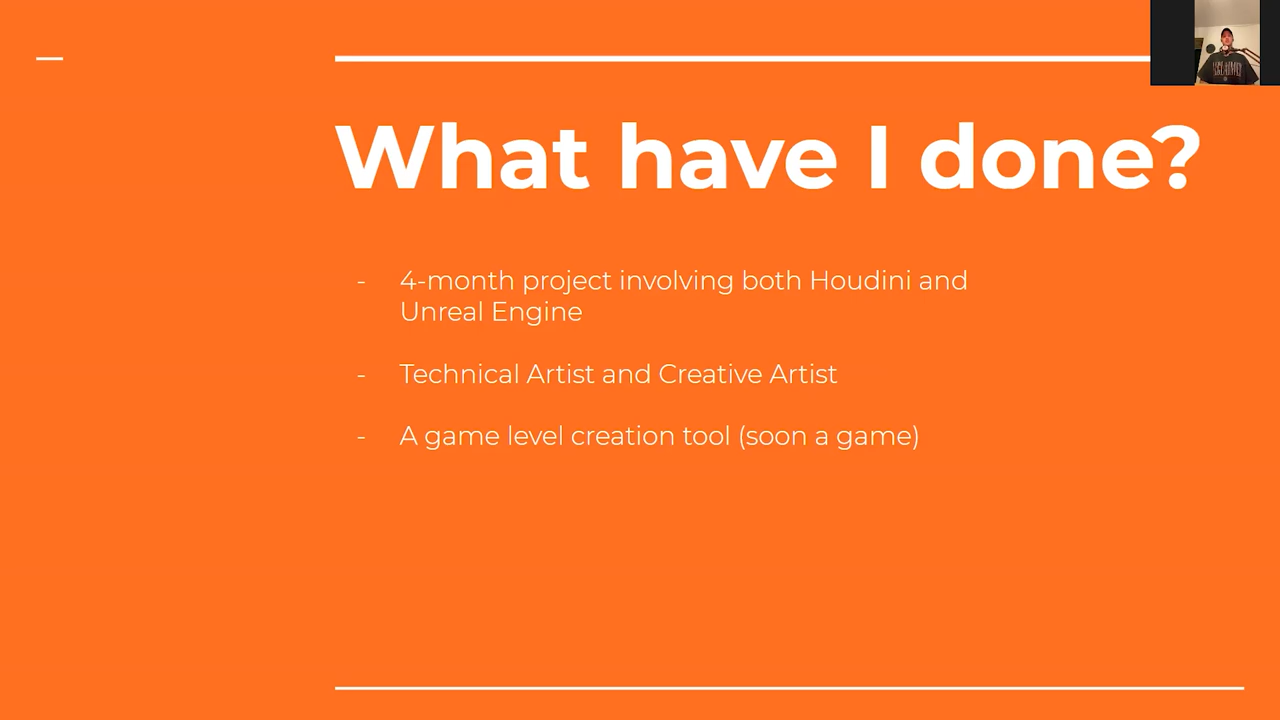 What have I done?
- 4-month project involving both Houdini and
Unreal Engine
- Technical Artist and Creative Artist
- A game level creation tool (soon a game)